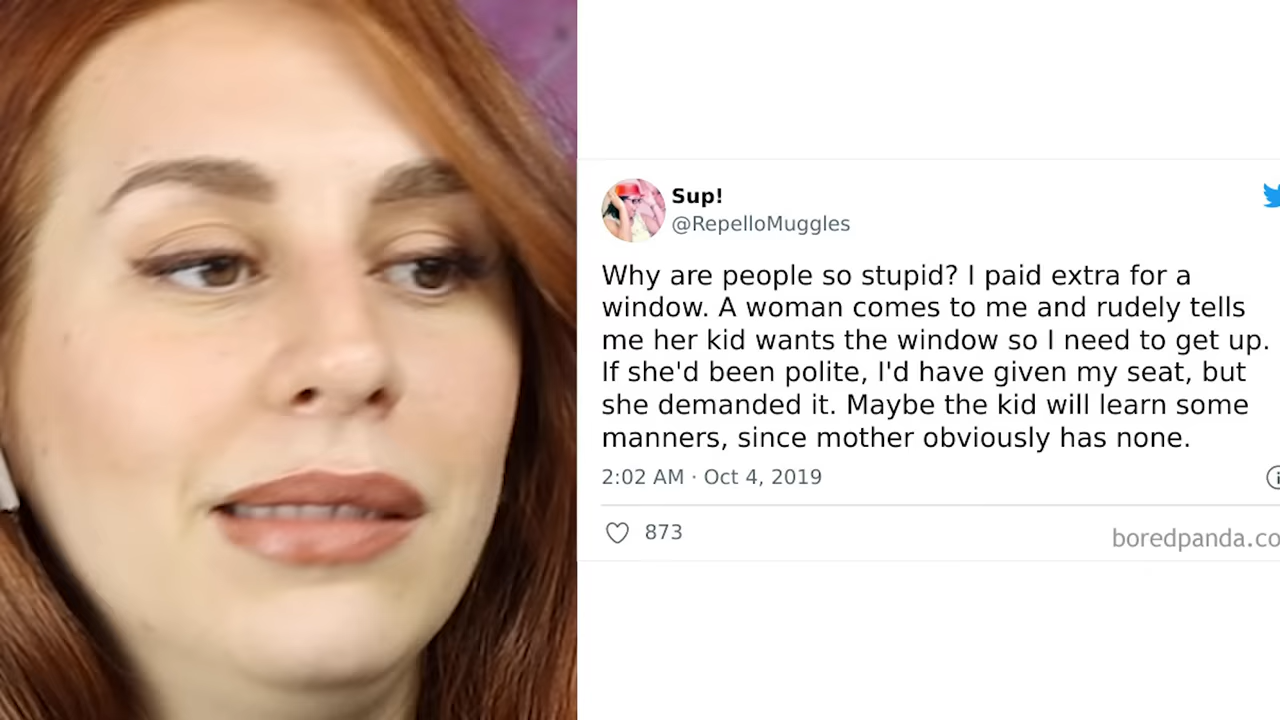 Sup!
@RepelloMuggles
Why are people so stupid? I paid extra for a
window. A woman comes to me and rudely tells
me her kid wants the window so I need to get up.
If she'd been polite, I'd have given my seat, but
she demanded it. Maybe the kid will learn some
manners, since mother obviously has none.
2:02 AM · Oct 4, 2019
873
boredpanda.co